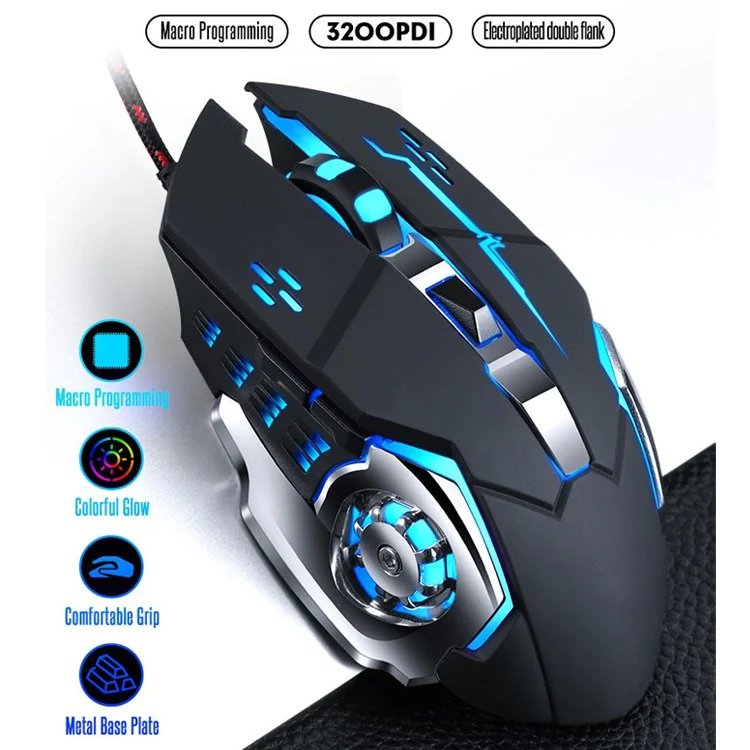 Macro Programming
3200PDI
Electroplated double flank
Macro Programming
Colorful Glow
Comfortable Grip
Metal Base Plate